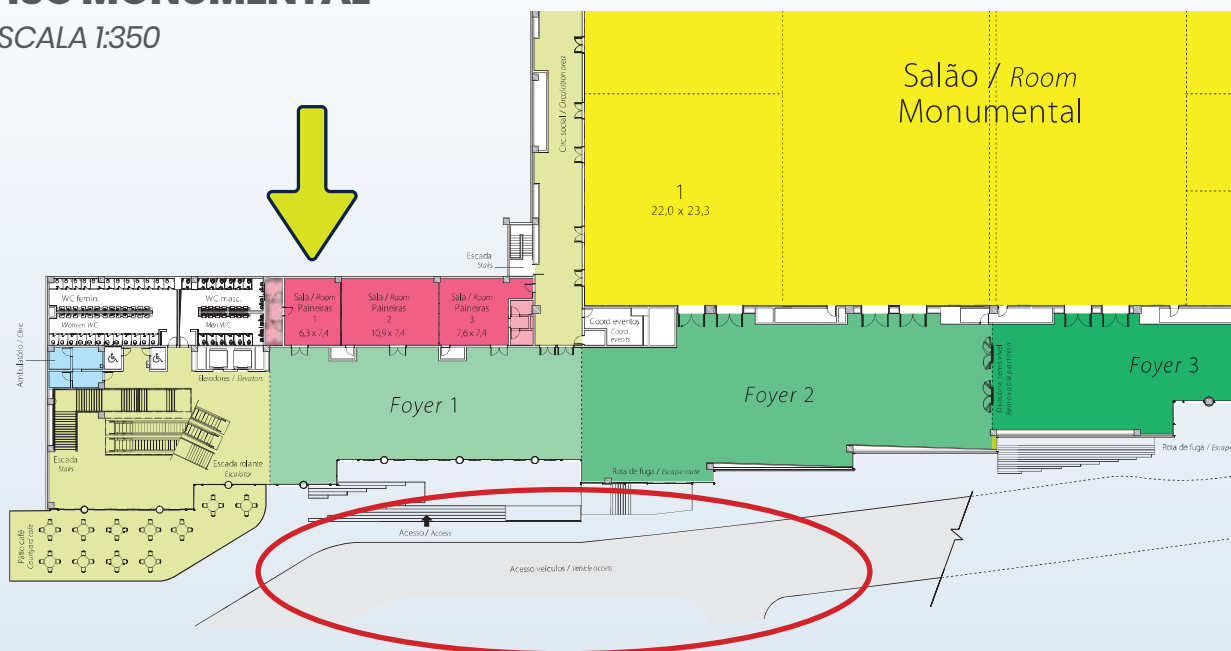 ESCALA 1:350
Salão / Room
Monumental
Circ. social / Circulation area
1
22,0 x 23,3
Escada
Stairs
WC femin.
Women WC
WC masc.
Men WC
Sala / Room
Paineiras
1
6,3 x 7,4
Sala / Room
Paineiras
2
10,9 x 7,4
Sala / Room
Paineiras
3
7,6 x 7,4
Coord. eventos
Coord.
events
Ambulatório / Clinic
Elevadores / Elevators
Foyer 1
Foyer 2
Divisória removível
Removable partition
Foyer 3
Escada
Stairs
Escada rolante
Escalator
Rota de fuga / Escape route
Rota de fuga / Escape
Pátio café
Courtyard café
Acesso / Access
Acesso veículos / Vehicle access